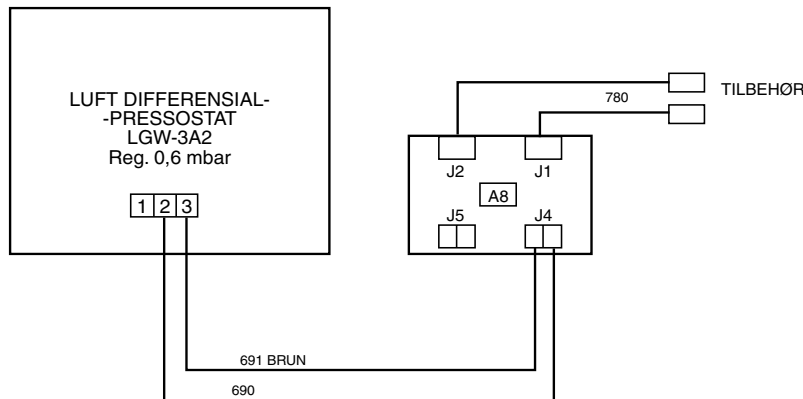 LUFT DIFFERENSIAL-
-PRESSOSTAT
LGW-3A2
Reg. 0,6 mbar
1 2 3
780
TILBEHØR
J2 J1
A8
J5 J4
691 BRUN
690